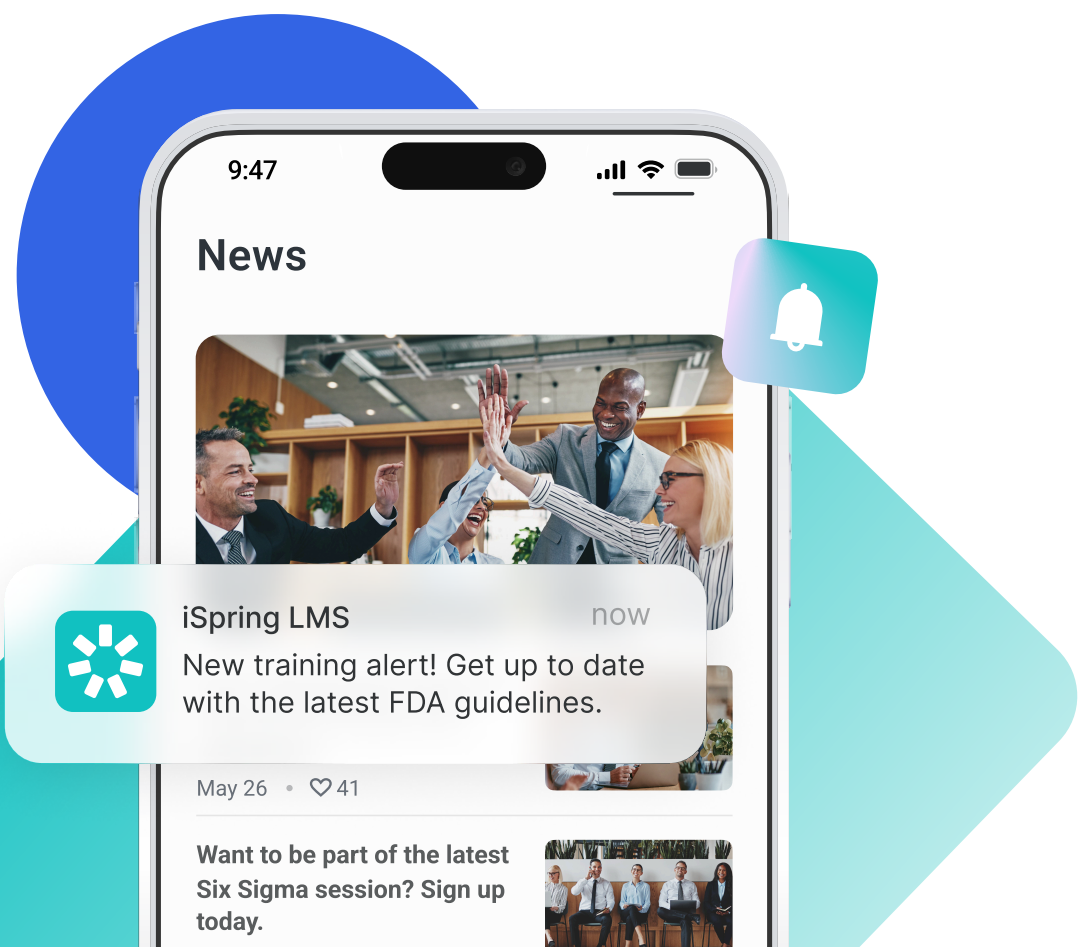 9:47
News
iSpring LMS now
New training alert! Get up to date
with the latest FDA guidelines.
May 26 • 41
Want to be part of the latest
Six Sigma session? Sign up
today.